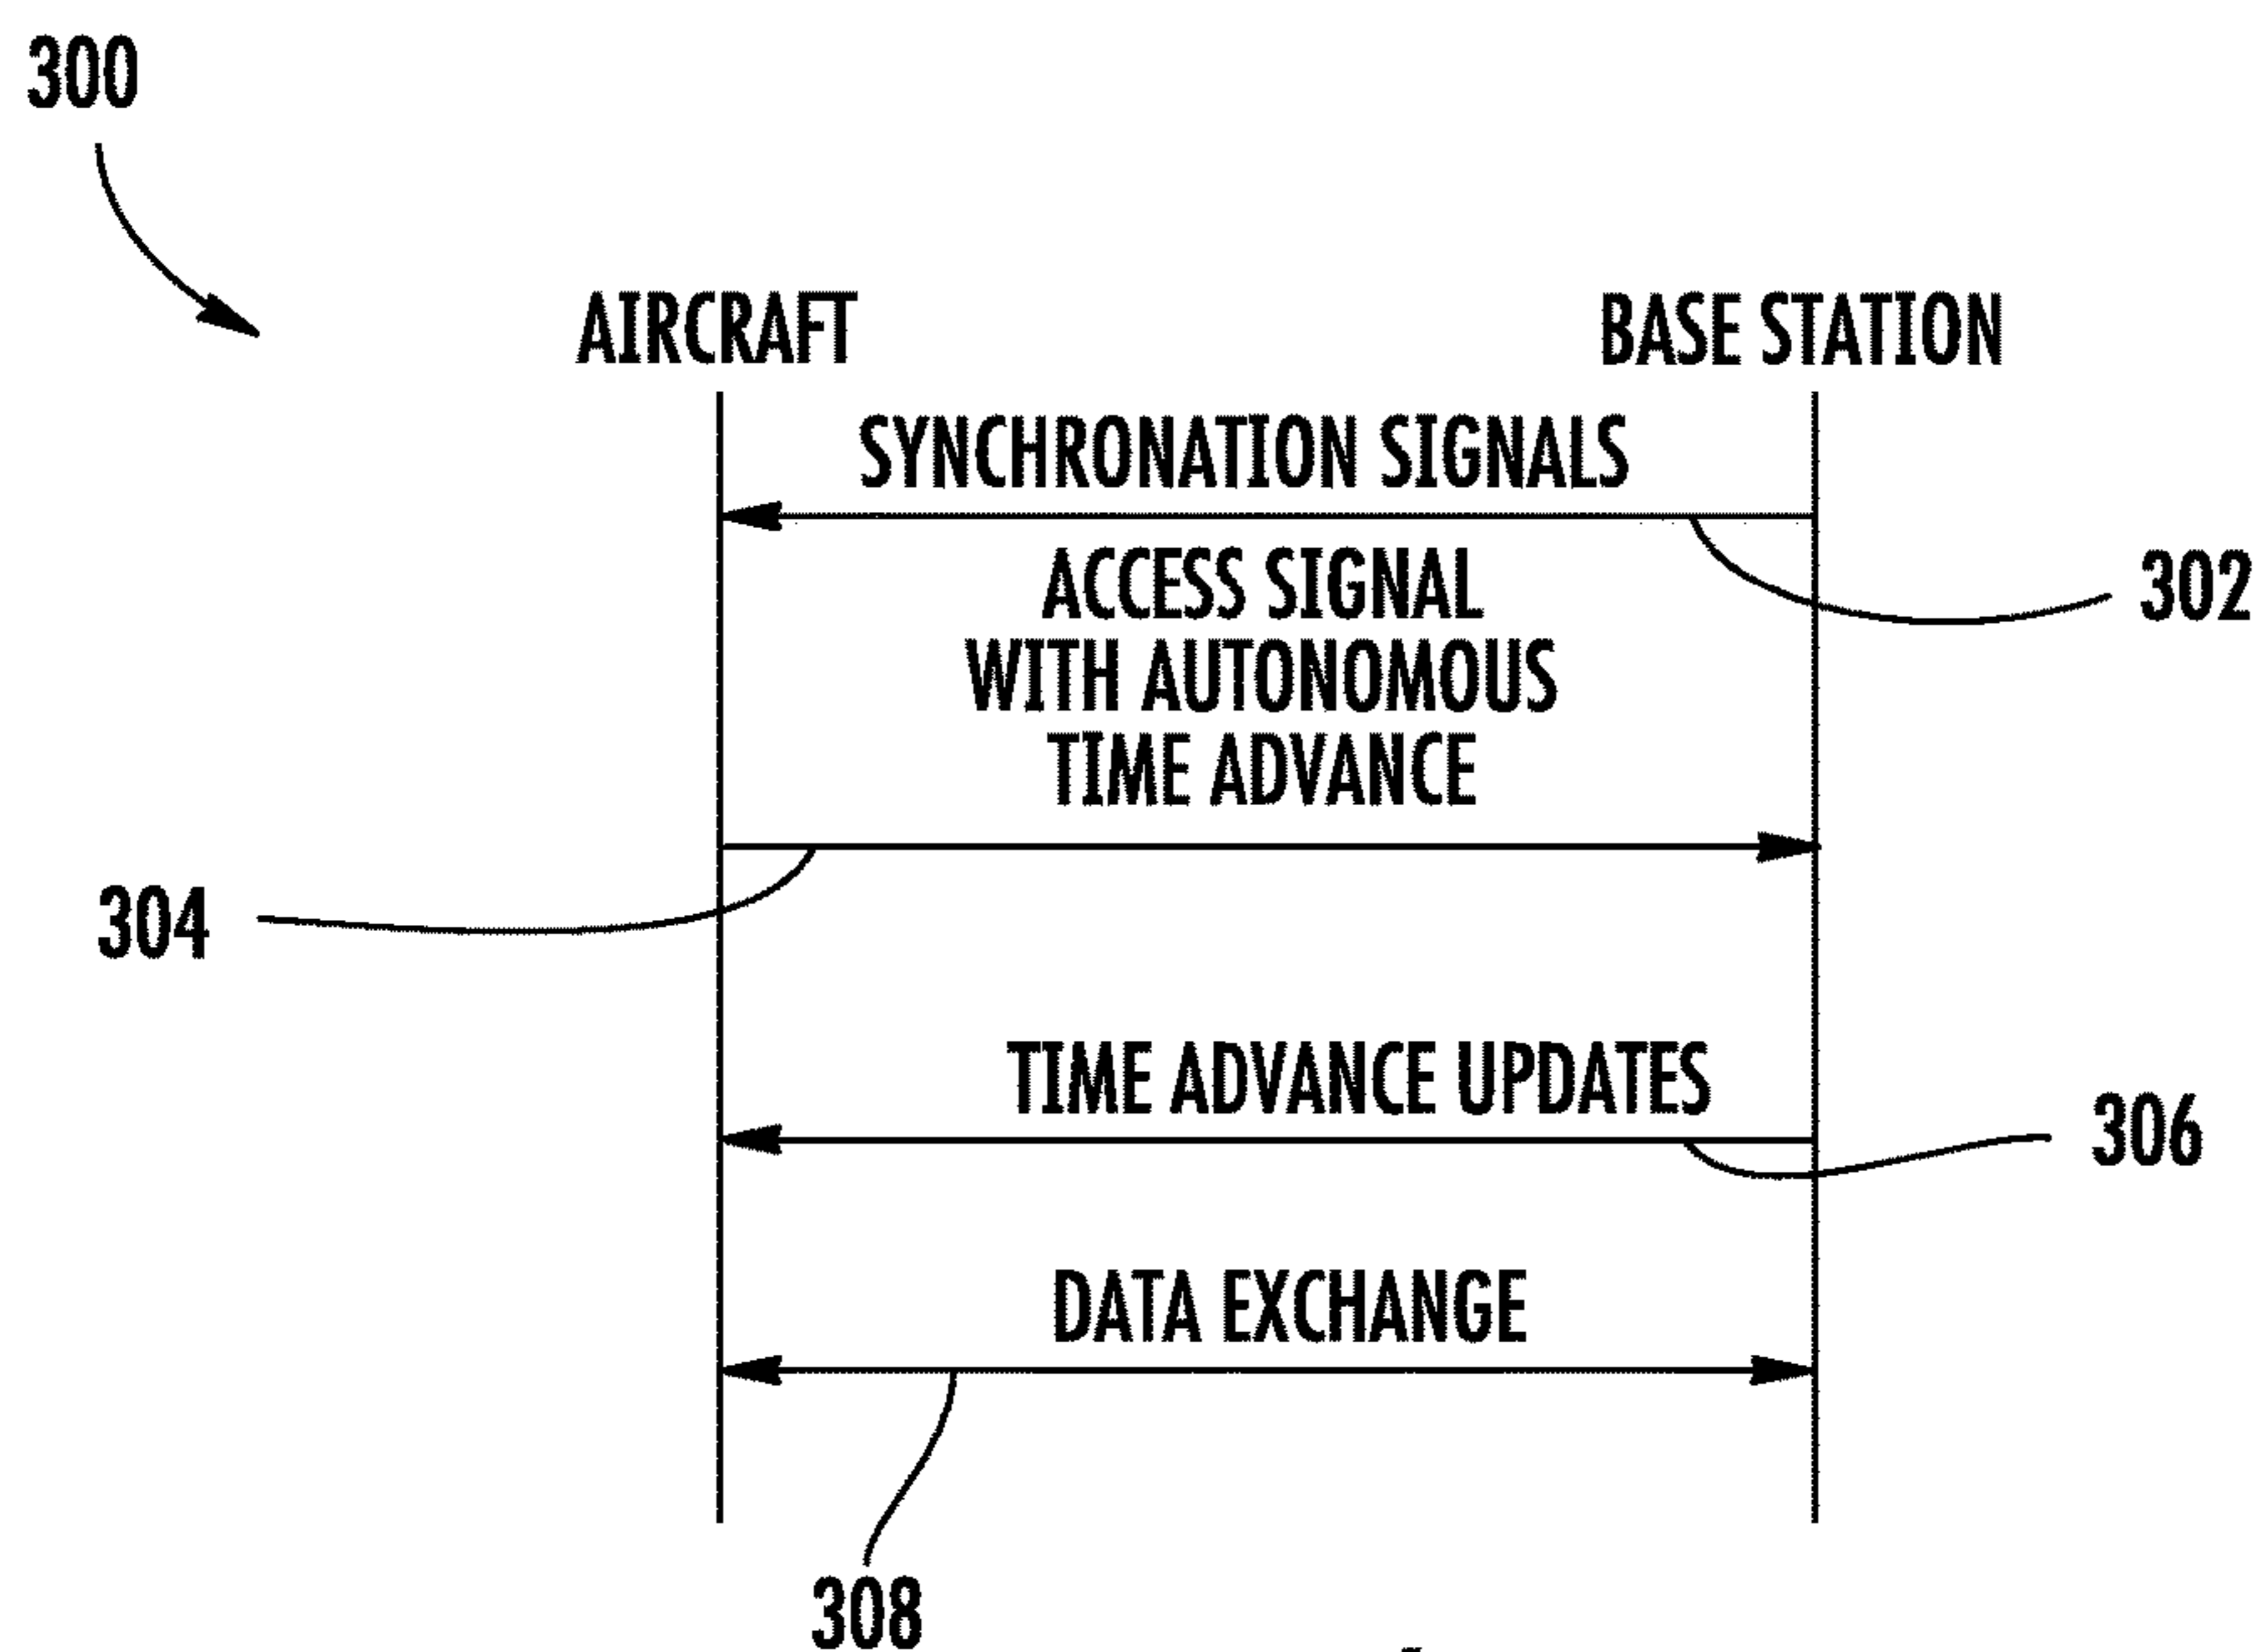 300
AIRCRAFT
BASE STATION
SYNCHRONATION SIGNALS
302
ACCESS SIGNAL
WITH AUTONOMOUS
TIME ADVANCE
304
TIME ADVANCE UPDATES
306
DATA EXCHANGE
308